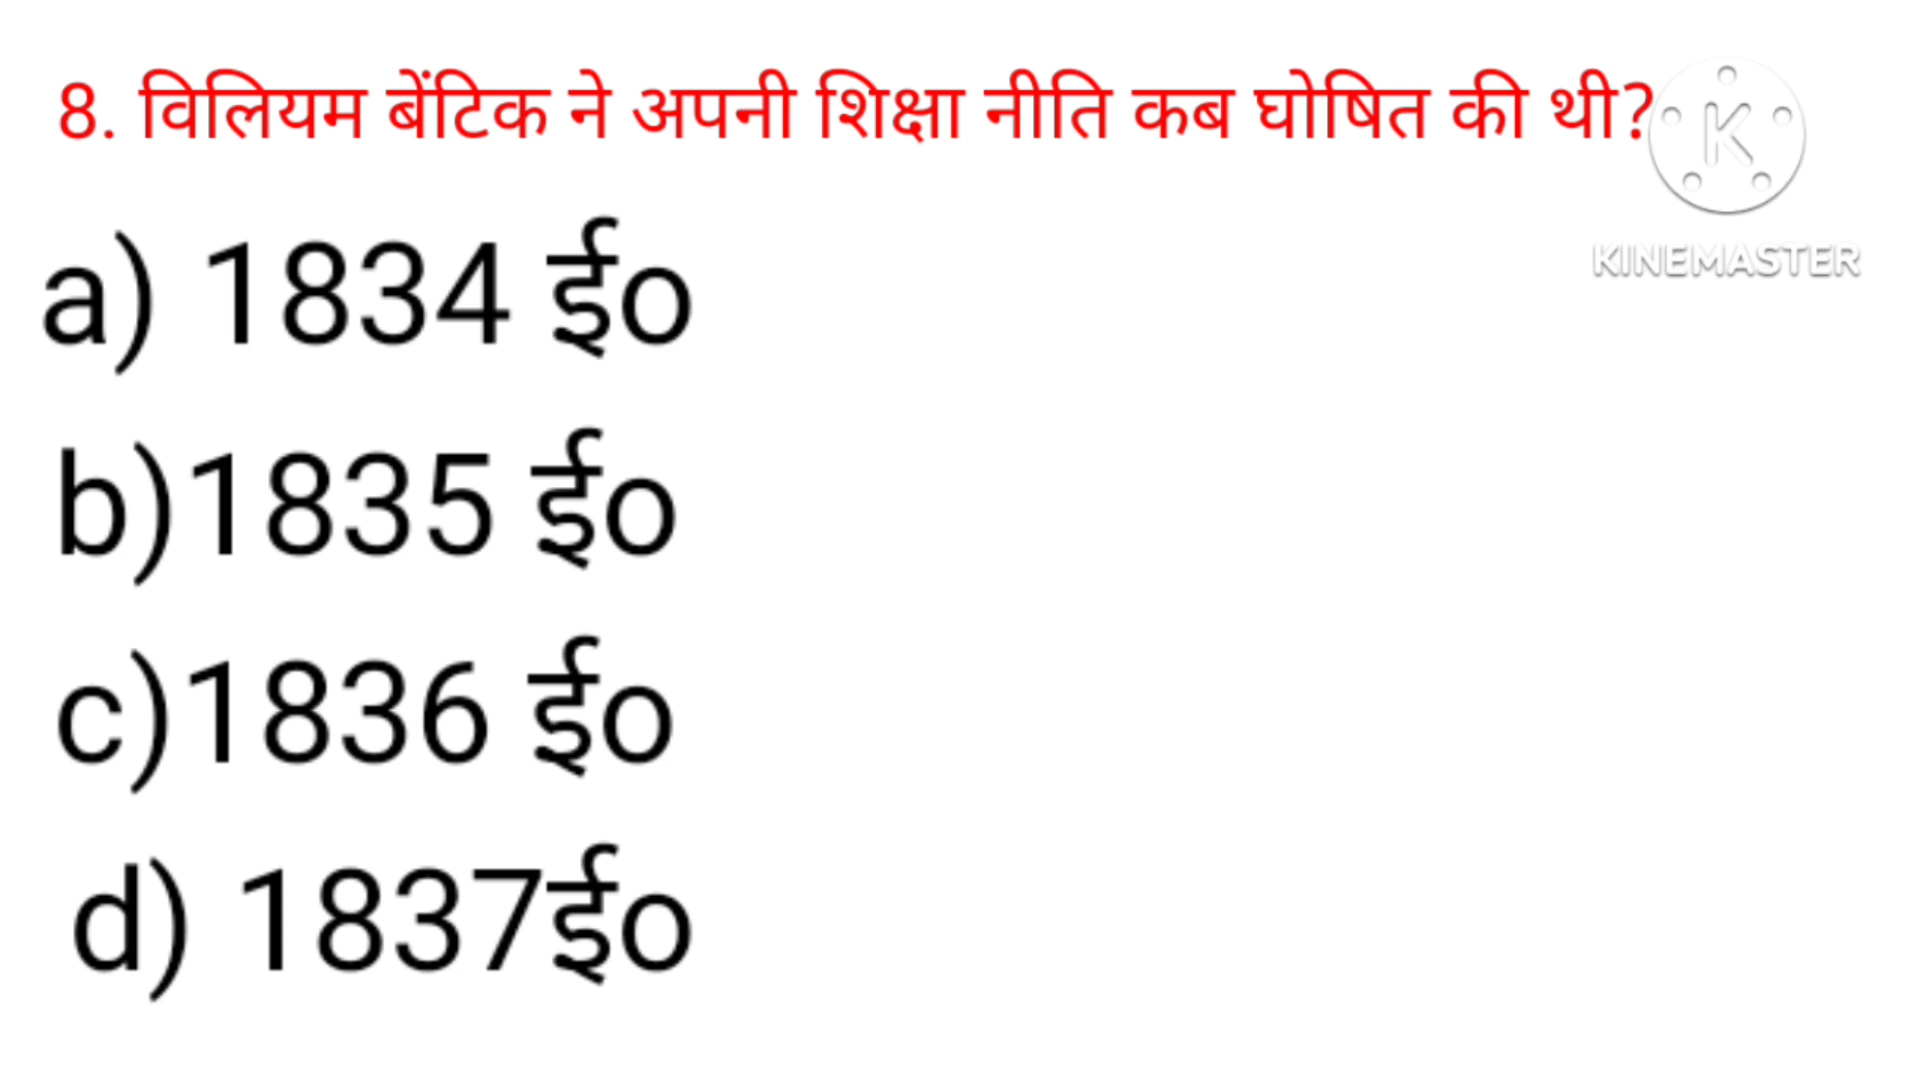 8. विलियम बेंटिक ने अपनी शिक्षा नीति कब घोषित की थी?
K
KINEMASTER
a) 1834 ई०
b)1835 ई०
c)1836 ई०
d) 1837ई०